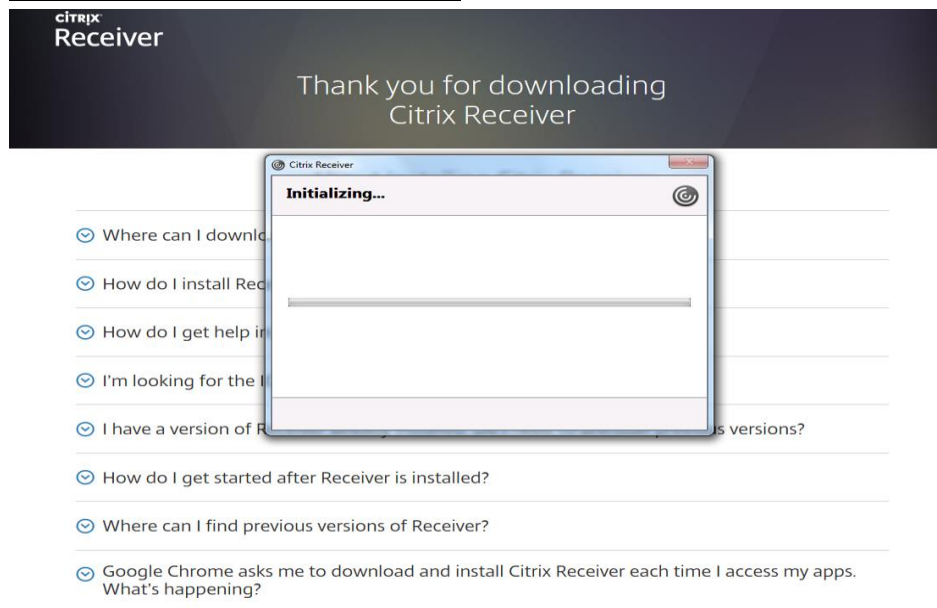 CİTRIX
Receiver
Thank you for downloading
Citrix Receiver
Citrix Receiver
Initializing...
Where can I downlo
How do I install Rec
How do I get help in
I'm looking for the
I have a version of
s versions?
How do I get started after Receiver is installed?
Where can I find previous versions of Receiver?
Google Chrome asks me to download and install Citrix Receiver each time I access my apps.
What's happening?